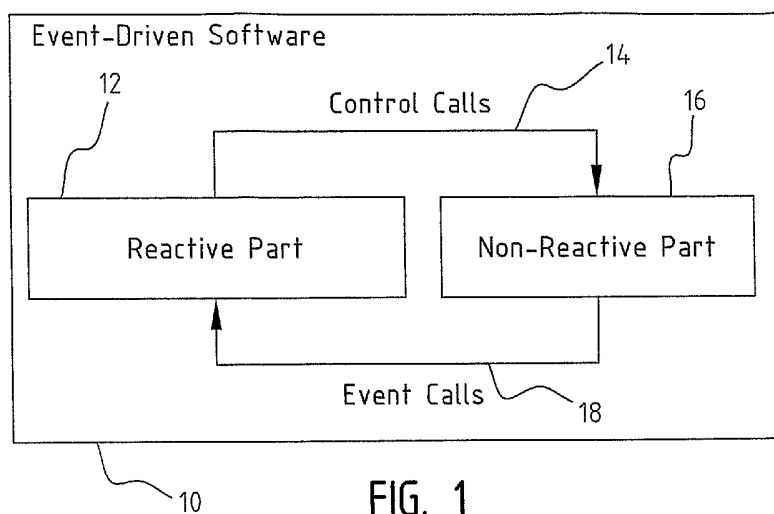 Event-Driven Software
12
14
Control Calls
16
Reactive Part
Non-Reactive Part
Event Calls
18
10
FIG. 1